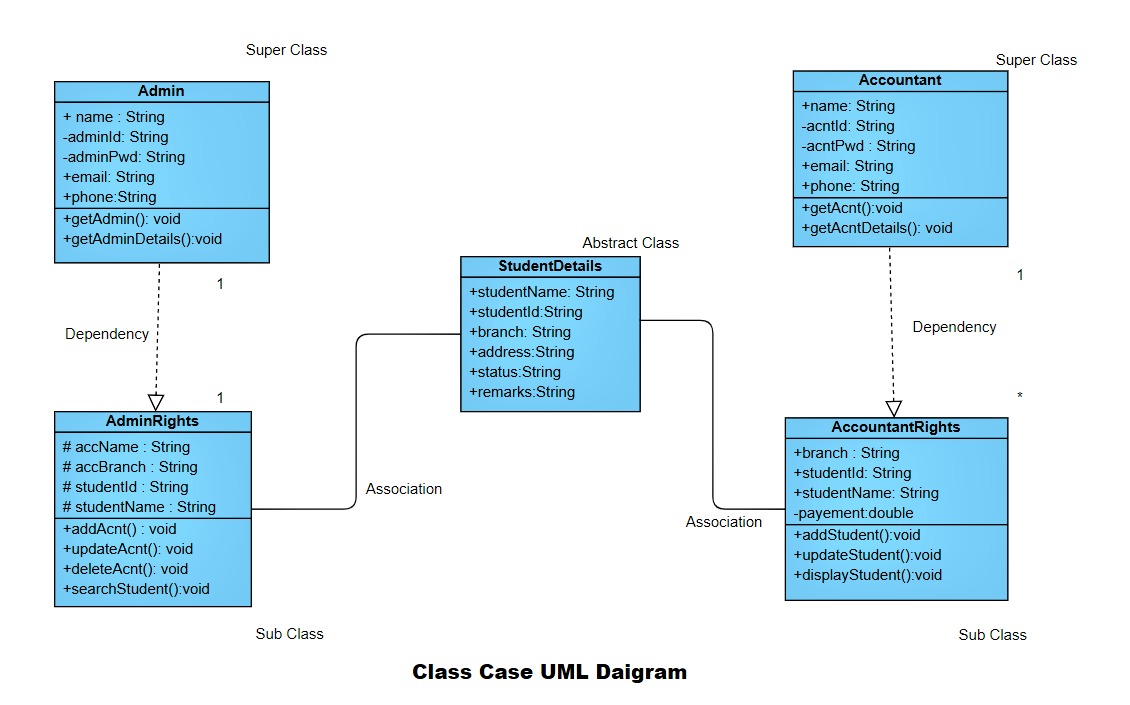 Super Class
Admin
+ name : String
-adminId: String
-adminPwd: String
+email: String
+phone:String
+getAdmin(): void
+getAdminDetails():void
1
Dependency
1
AdminRights
# accName : String
# accBranch : String
# studentId : String
# studentName : String
+addAcnt() : void
+updateAcnt(): void
+deleteAcnt(): void
+searchStudent():void
Sub Class
Association
Abstract Class
StudentDetails
+studentName: String
+studentId:String
+branch: String
+address:String
+status:String
+remarks:String
Association
Super Class
Accountant
+name: String
-acntId: String
-acntPwd : String
+email: String
+phone: String
+getAcnt():void
+getAcntDetails(): void
1
Dependency
*
AccountantRights
+branch : String
+studentId: String
+studentName: String
-payement:double
+addStudent():void
+updateStudent():void
+displayStudent():void
Sub Class
Class Case UML Daigram